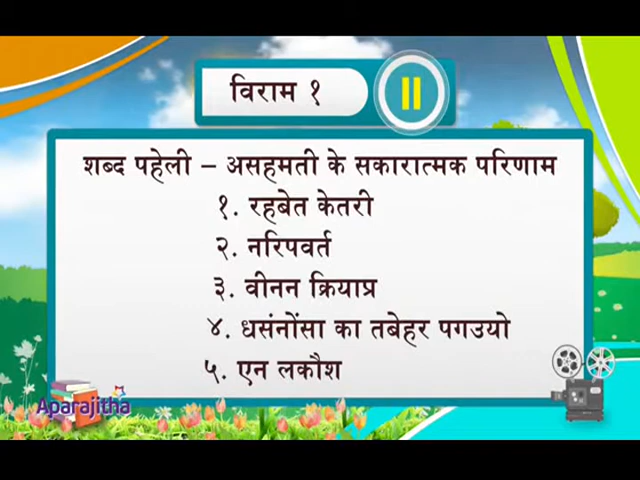 विराम १
शब्द पहेली – असहमती के सकारात्मक परिणाम
१. रहबेत केतरी
२. नरिपवर्त
३. वीनन क्रियाप्र
४. धसंनोंसा का तबेहर पगउयो
५. एन लकौश
Aparajitha